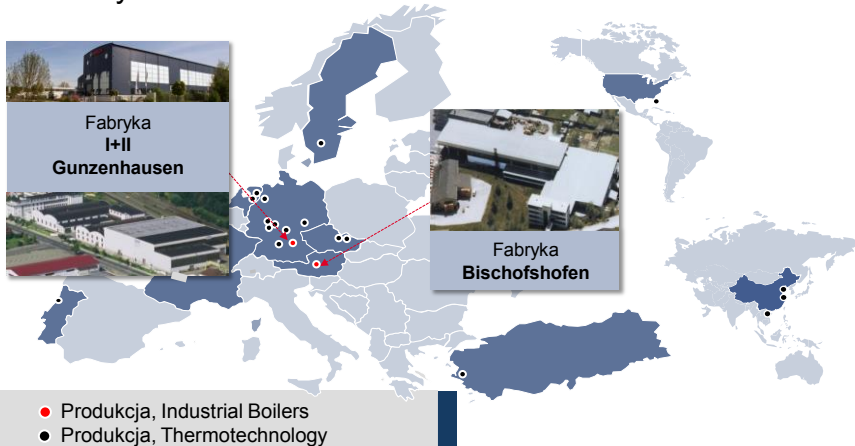 Fabryka
I+II
Gunzenhausen
Fabryka
Bischofshofen
Produkcja, Industrial Boilers
Produkcja, Thermotechnology